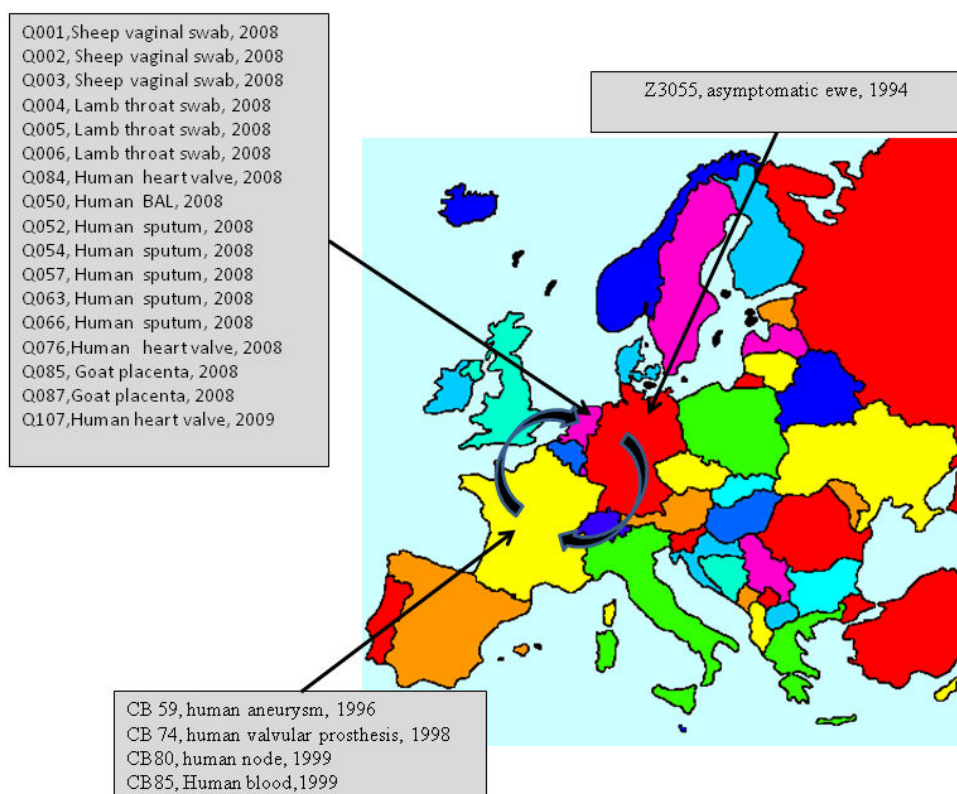 Q001,Sheep vaginal swab, 2008
Q002, Sheep vaginal swab, 2008
Q003, Sheep vaginal swab, 2008
Q004, Lamb throat swab, 2008
Q005, Lamb throat swab, 2008
Q006, Lamb throat swab, 2008
Q084, Human heart valve, 2008
Q050, Human BAL, 2008
Q052, Human sputum, 2008
Q054, Human sputum, 2008
Q057, Human sputum, 2008
Q063, Human sputum, 2008
Q066, Human sputum, 2008
Q076,Human heart valve, 2008
Q085, Goat placenta, 2008
Q087,Goat placenta, 2008
Q107,Human heart valve, 2009
Z3055, asymptomatic ewe, 1994
CB 59, human aneurysm, 1996
CB 74, human valvular prosthesis, 1998
CB80, human node, 1999
CB85, Human blood,1999